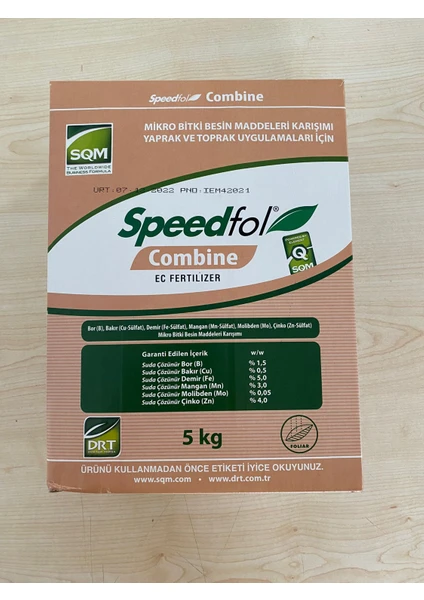 Speedfol Combine
MİKRO BİTKİ BESİN MADDELERİ KARIŞIMI
YAPRAK VE TOPRAK UYGULAMALARI İÇİN
SQM
THE WORLDWIDE
BUSINESS FORMULA
2022 PNO:IEM42021
Speedfol®
Combine
EC FERTILIZER
Q
SQM
Bor (B), Bakır (Cu-Sülfat), Demir (Fe-Sülfat), Mangan (Mn-Sülfat), Molibden (Mo), Çinko (Zn-Sülfat)
Mikro Bitki Besin Maddeleri Karışımı
Garanti Edilen İçerik w/w
Suda Çözünür Bor (B) % 1,5
Suda Çözünür Bakır (Cu) % 0,5
Suda Çözünür Demir (Fe) % 5,0
Suda Çözünür Mangan (Mn) % 3,0
Suda Çözünür Molibden (Mo) % 0,05
Suda Çözünür Çinko (Zn) % 4,0
DRT
5 kg
FOLIAR
ÜRÜNÜ KULLANMADAN ÖNCE ETİKETİ İYİCE OKUYUNUZ.
www.sqm.com • www.drt.com.tr